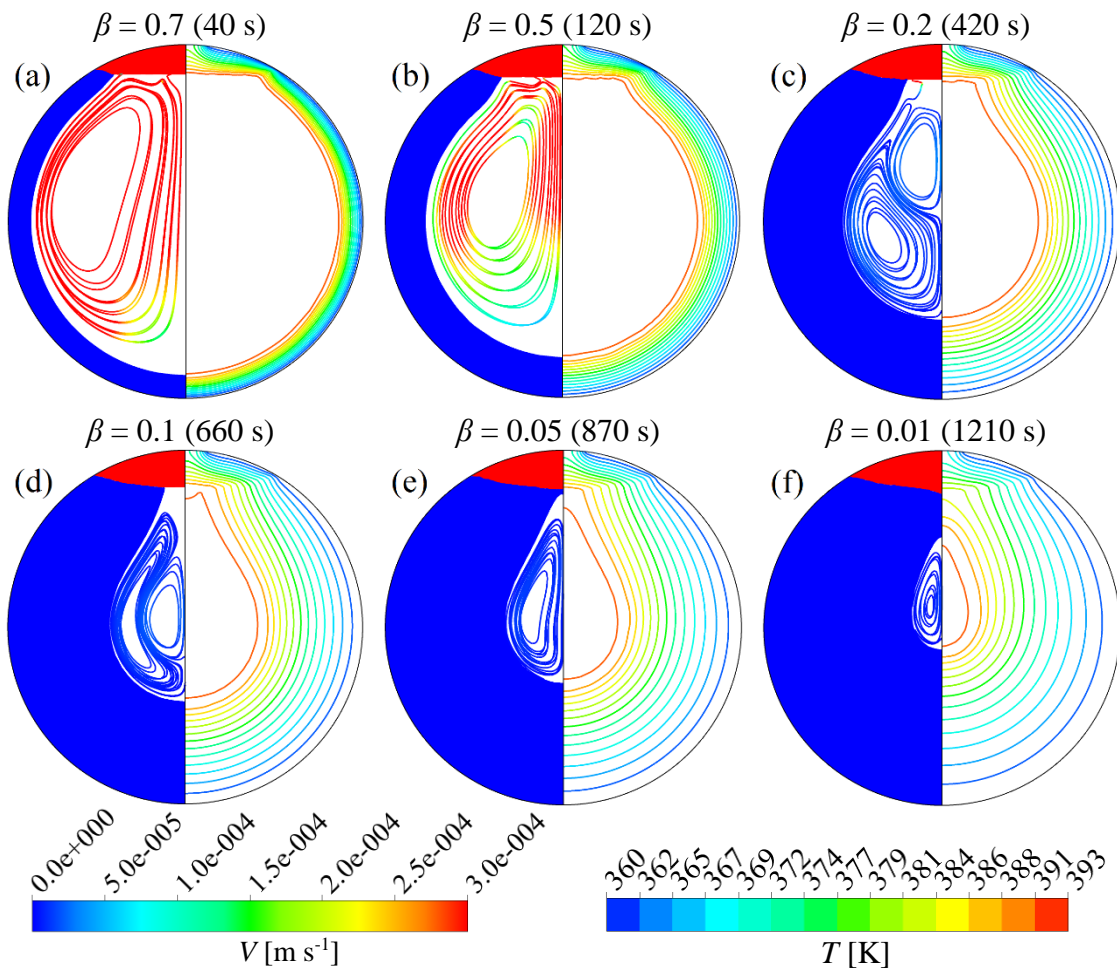 β = 0.7 (40 s)
β = 0.5 (120 s)
β = 0.2 (420 s)
(a)
(b)
(c)
β = 0.1 (660 s)
β = 0.05 (870 s)
β = 0.01 (1210 s)
(d)
(e)
(f)
0.0e+000
5.0e-005
1.0e-004
1.5e-004
2.0e-004
2.5e-004
3.0e-004
V [m s⁻¹]
360
362
365
367
369
372
374
377
379
381
384
386
388
391
393
T [K]